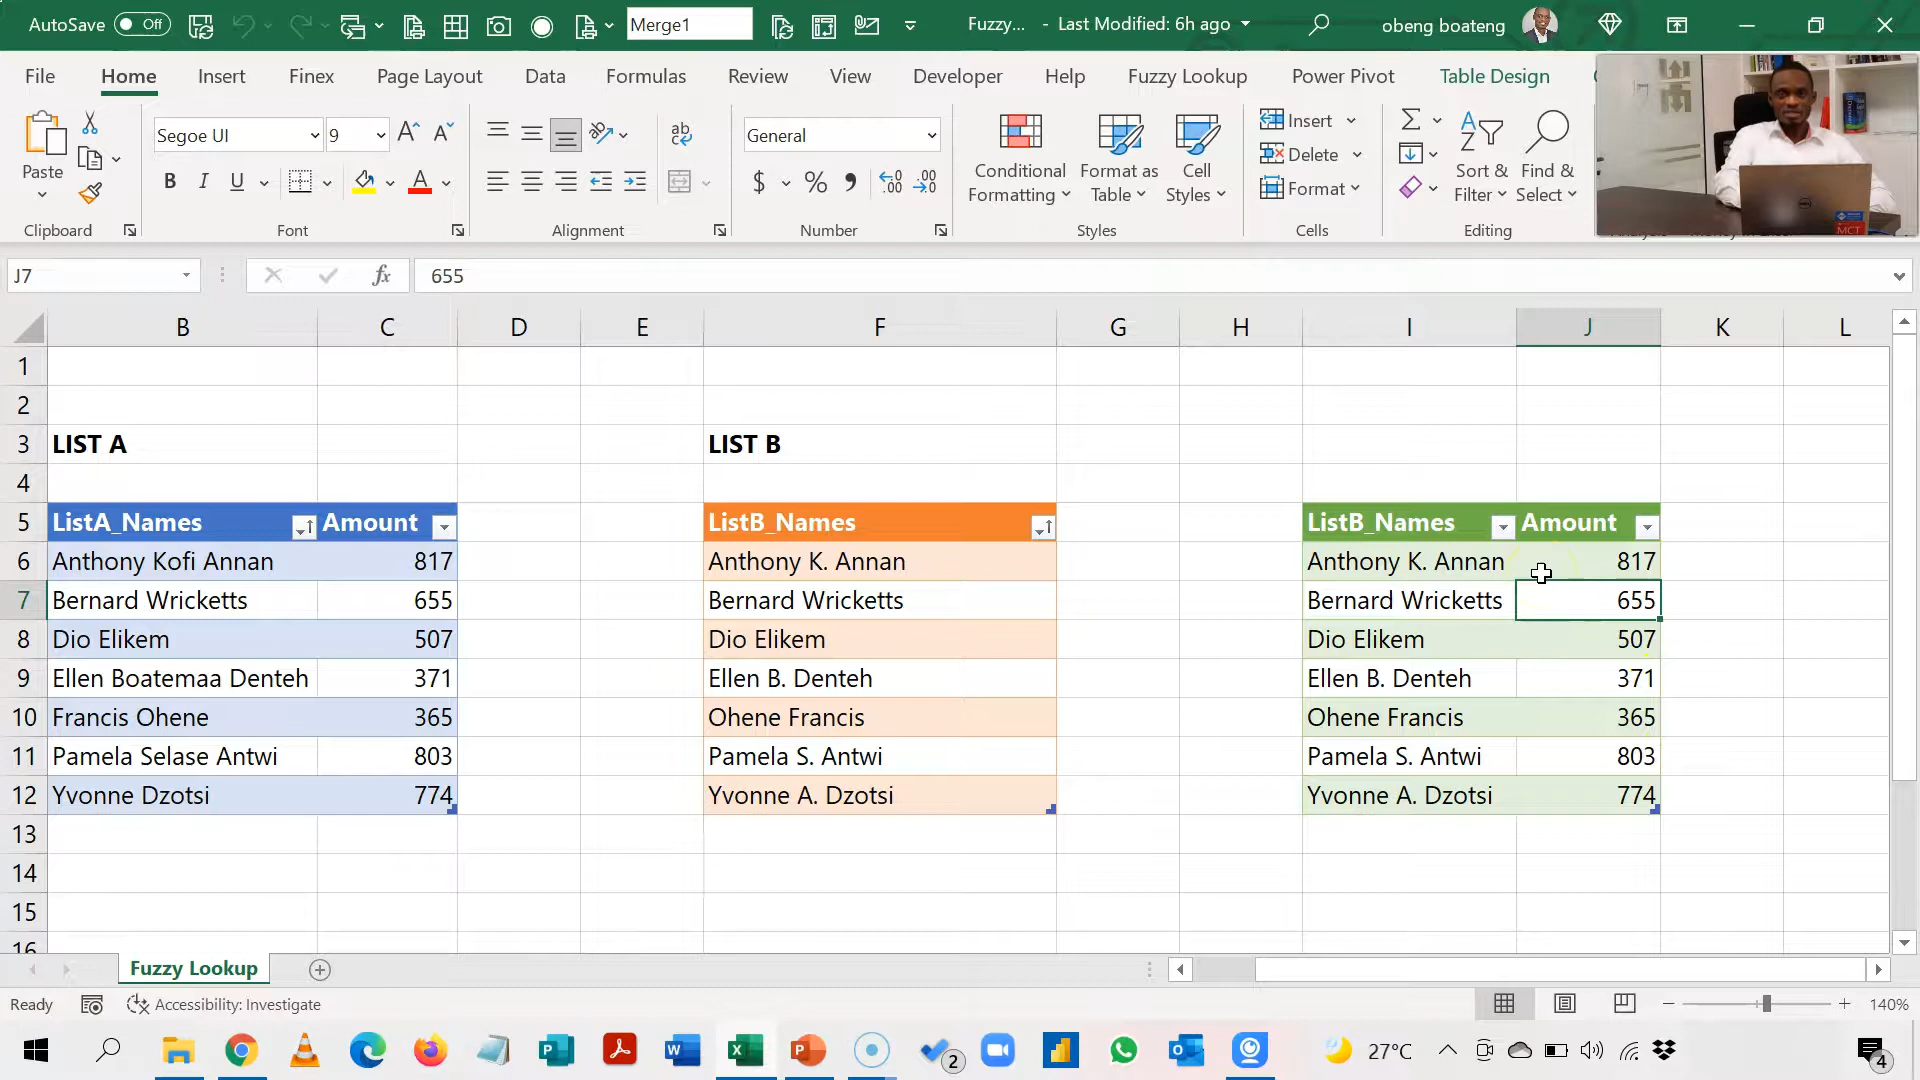 AutoSave Off Merge1 Fuzzy... - Last Modified: 6h ago obeng boateng
File Home Insert Finex Page Layout Data Formulas Review View Developer Help Fuzzy Lookup Power Pivot Table Design
Segoe UI 9 General
Paste
Conditional Formatting
Format as Table
Cell Styles
Insert
Delete
Format
Sort & Filter
Find & Select
MCT
Clipboard Font Alignment Number Styles Cells Editing
J7 fx 655
B C D E F G H I J K L
1
2
3 LIST A LIST B
4
5 ListA_Names Amount ListB_Names ListB_Names Amount
6 Anthony Kofi Annan 817 Anthony K. Annan Anthony K. Annan 817
7 Bernard Wricketts 655 Bernard Wricketts Bernard Wricketts 655
8 Dio Elikem 507 Dio Elikem Dio Elikem 507
9 Ellen Boatemaa Denteh 371 Ellen B. Denteh Ellen B. Denteh 371
10 Francis Ohene 365 Ohene Francis Ohene Francis 365
11 Pamela Selase Antwi 803 Pamela S. Antwi Pamela S. Antwi 803
12 Yvonne Dzotsi 774 Yvonne A. Dzotsi Yvonne A. Dzotsi 774
13
14
15
16
Fuzzy Lookup
Ready Accessibility: Investigate 140%
2 27°C 4